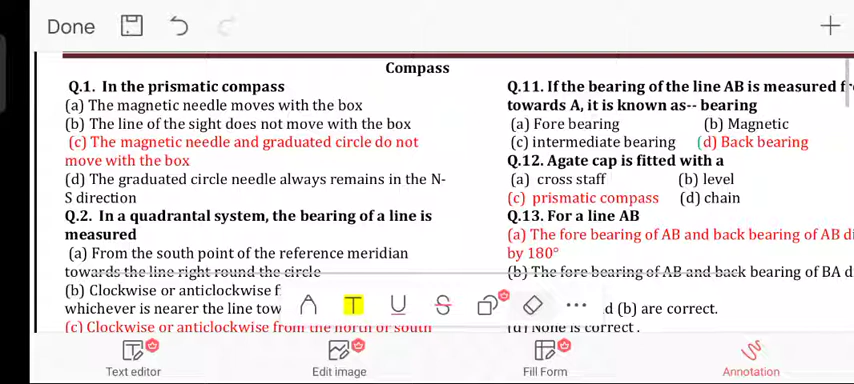 Done
Compass
Q.1. In the prismatic compass
(a) The magnetic needle moves with the box
(b) The line of the sight does not move with the box
(c) The magnetic needle and graduated circle do not
move with the box
(d) The graduated circle needle always remains in the N-
S direction
Q.2. In a quadrantal system, the bearing of a line is
measured
(a) From the south point of the reference meridian
towards the line right round the circle
(b) Clockwise or anticlockwise f
whichever is nearer the line tow
(c) Clockwise or anticlockwise from the north or south
Q.11. If the bearing of the line AB is measured fr
towards A, it is known as-- bearing
(a) Fore bearing (b) Magnetic
(c) intermediate bearing (d) Back bearing
Q.12. Agate cap is fitted with a
(a) cross staff (b) level
(c) prismatic compass (d) chain
Q.13. For a line AB
(a) The fore bearing of AB and back bearing of AB di
by 180°
(b) The fore bearing of AB and back bearing of BA d
d (b) are correct.
(d) None is correct .
T U S
Text editor Edit image Fill Form Annotation